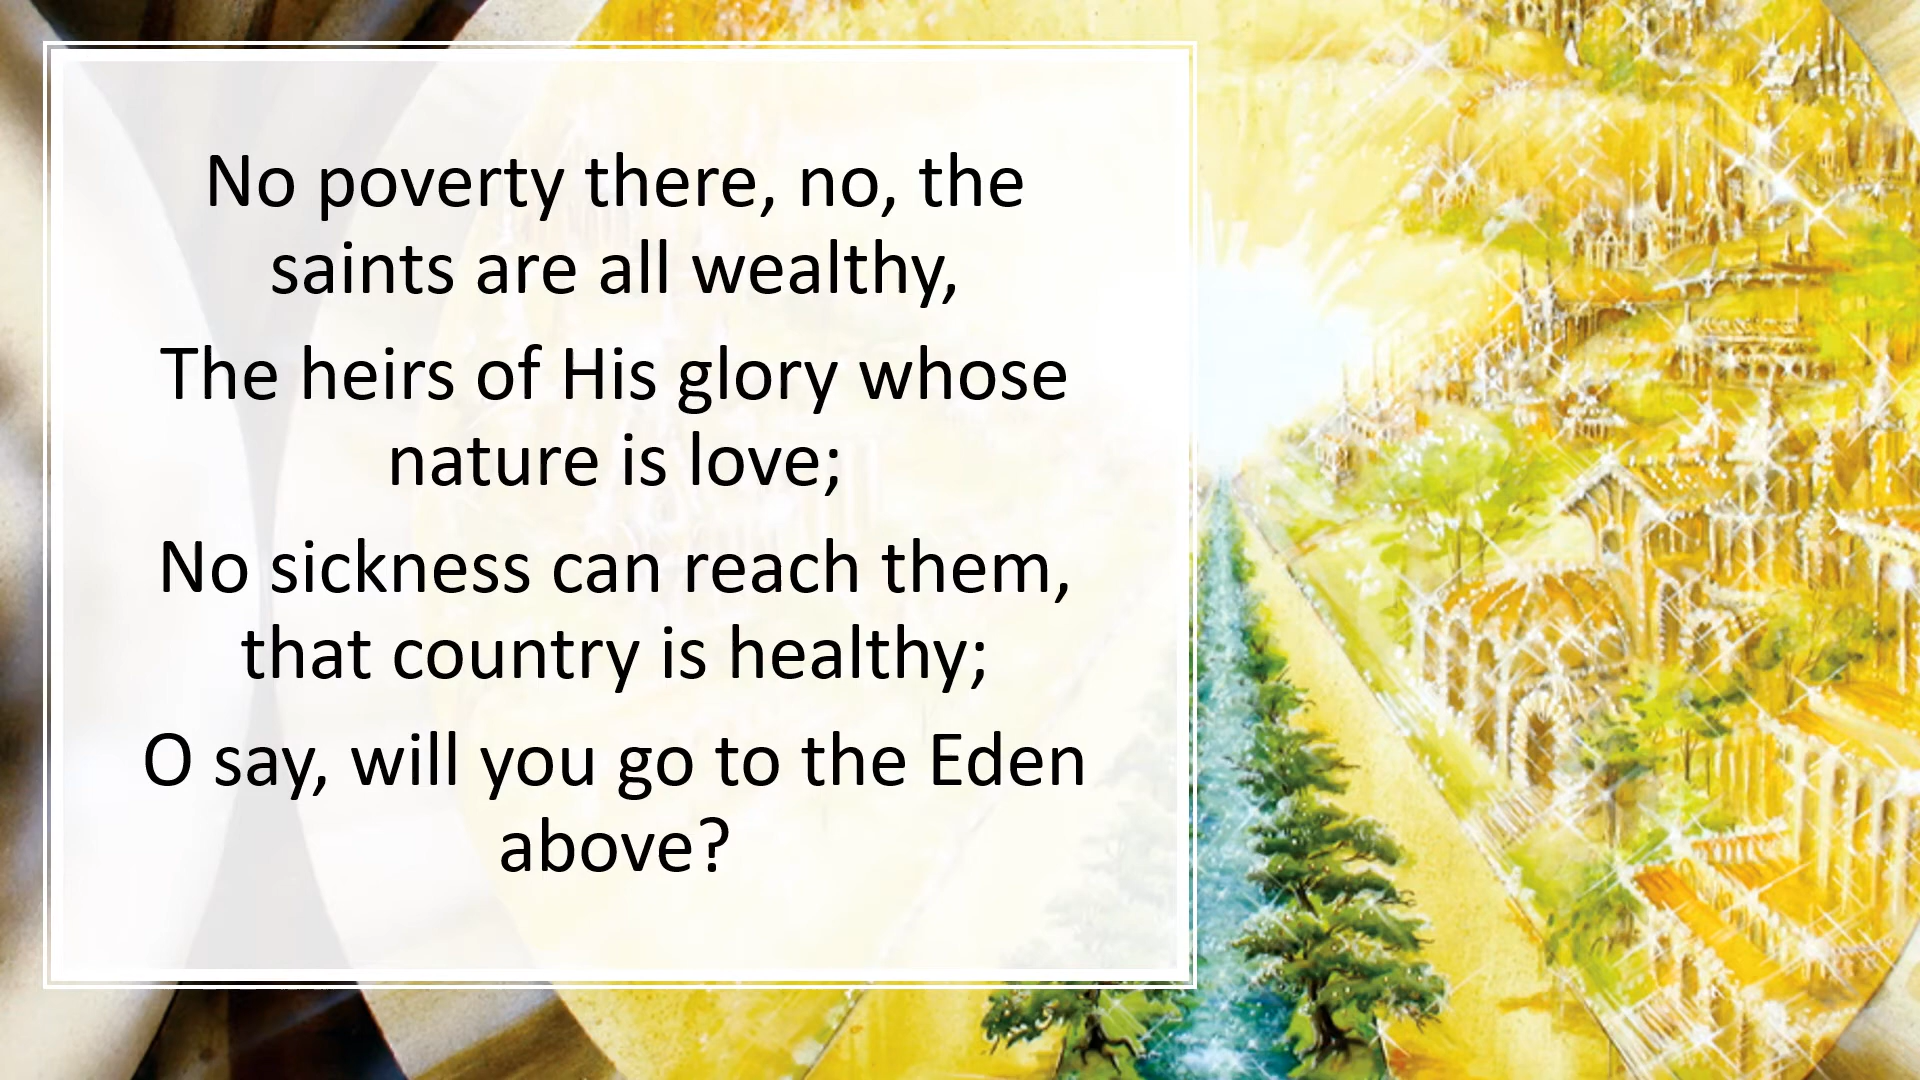 No poverty there, no, the
saints are all wealthy,
The heirs of His glory whose
nature is love;
No sickness can reach them,
that country is healthy;
O say, will you go to the Eden
above?